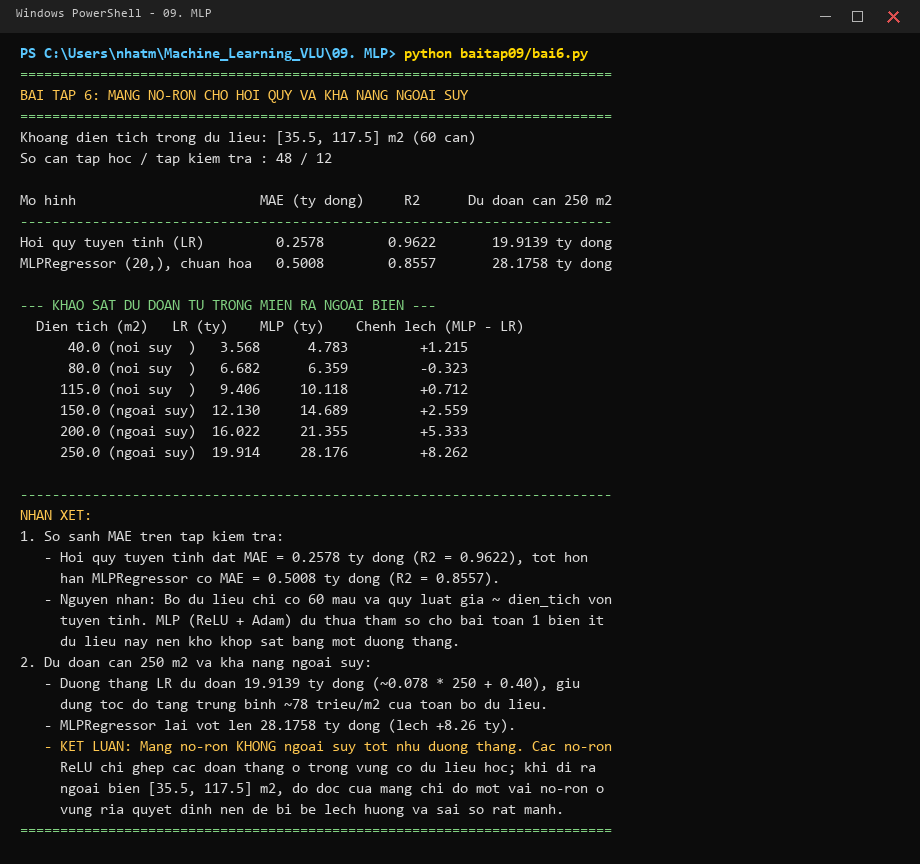 Windows PowerShell - 09. MLP
PS C:\Users\nhatm\Machine_Learning_VLU\09. MLP> python baitap09/bai6.py
==========================================================================
BAI TAP 6: MANG NO-RON CHO HOI QUY VA KHA NANG NGOAI SUY
==========================================================================
Khoang dien tich trong du lieu: [35.5, 117.5] m2 (60 can)
So can tap hoc / tap kiem tra : 48 / 12
Mo hinh                       MAE (ty dong)     R2      Du doan can 250 m2
--------------------------------------------------------------------------
Hoi quy tuyen tinh (LR)         0.2578        0.9622       19.9139 ty dong
MLPRegressor (20,), chuan hoa   0.5008        0.8557       28.1758 ty dong
--- KHAO SAT DU DOAN TU TRONG MIEN RA NGOAI BIEN ---
  Dien tich (m2)   LR (ty)    MLP (ty)    Chenh lech (MLP - LR)
      40.0 (noi suy  )   3.568      4.783         +1.215
      80.0 (noi suy  )   6.682      6.359         -0.323
     115.0 (noi suy  )   9.406     10.118         +0.712
     150.0 (ngoai suy)  12.130     14.689         +2.559
     200.0 (ngoai suy)  16.022     21.355         +5.333
     250.0 (ngoai suy)  19.914     28.176         +8.262
--------------------------------------------------------------------------
NHAN XET:
1. So sanh MAE tren tap kiem tra:
   - Hoi quy tuyen tinh dat MAE = 0.2578 ty dong (R2 = 0.9622), tot hon
     han MLPRegressor co MAE = 0.5008 ty dong (R2 = 0.8557).
   - Nguyen nhan: Bo du lieu chi co 60 mau va quy luat gia ~ dien_tich von
     tuyen tinh. MLP (ReLU + Adam) du thua tham so cho bai toan 1 bien it
     du lieu nay nen kho khop sat bang mot duong thang.
2. Du doan can 250 m2 va kha nang ngoai suy:
   - Duong thang LR du doan 19.9139 ty dong (~0.078 * 250 + 0.40), giu
     dung toc do tang trung binh ~78 trieu/m2 cua toan bo du lieu.
   - MLPRegressor lai vot len 28.1758 ty dong (lech +8.26 ty).
   - KET LUAN: Mang no-ron KHONG ngoai suy tot nhu duong thang. Cac no-ron
     ReLU chi ghep cac doan thang o trong vung co du lieu hoc; khi di ra
     ngoai bien [35.5, 117.5] m2, do doc cua mang chi do mot vai no-ron o
     vung ria quyet dinh nen de bi be lech huong va sai so rat manh.
==========================================================================